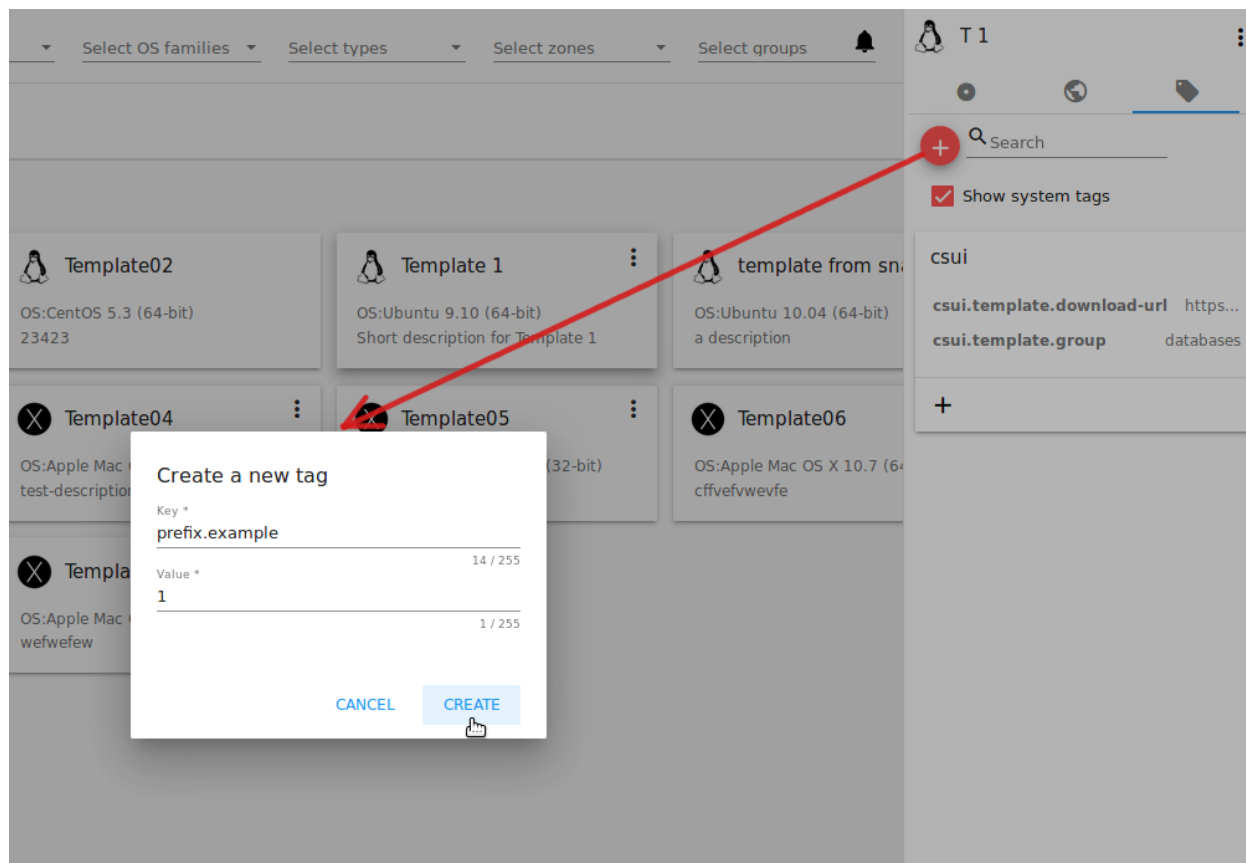 Select OS families
Select types
Select zones
Select groups
T 1
Search
Show system tags
csui
csui.template.download-url https...
csui.template.group databases
Template02
OS:CentOS 5.3 (64-bit)
23423
Template 1
OS:Ubuntu 9.10 (64-bit)
Short description for Template 1
template from sna
OS:Ubuntu 10.04 (64-bit)
a description
Template04
OS:Apple Mac
test-description
Template05
(32-bit)
Template06
OS:Apple Mac OS X 10.7 (64
cffvefvwevfe
Templa
OS:Apple Mac
wefwefew
Create a new tag
Key *
prefix.example
14 / 255
Value *
1
1 / 255
CANCEL
CREATE